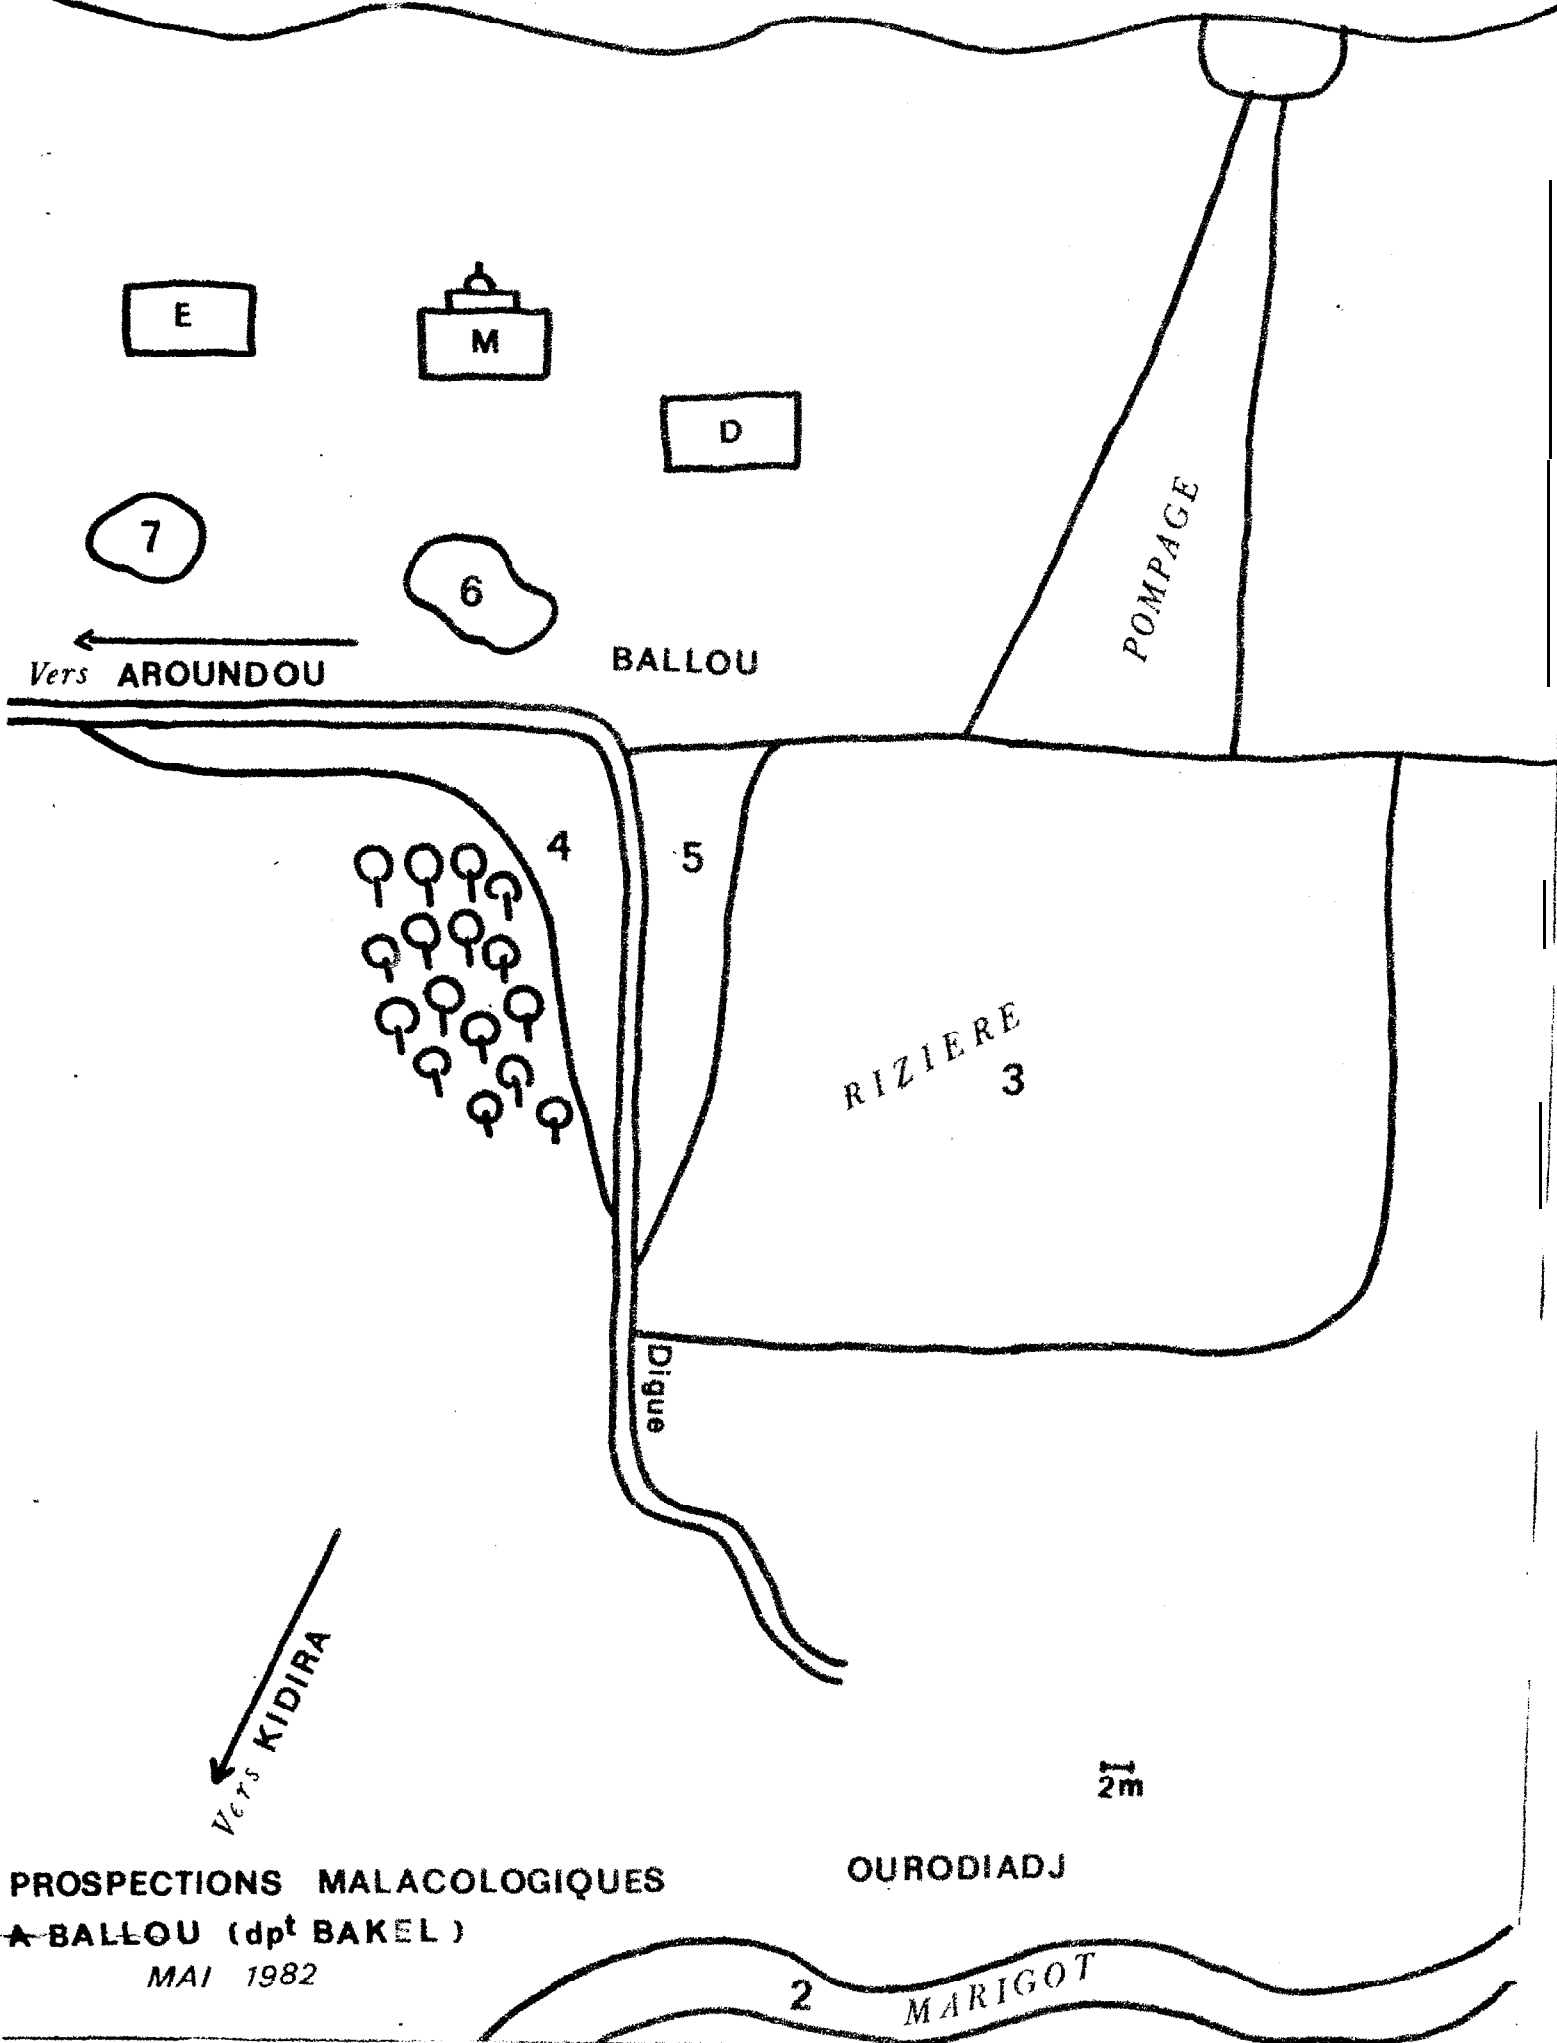 E
M
D
POMPAGE
7
6
BALLOU
Vers AROUNDOU
4
5
RIZIERE
3
Digue
Vers KIDIRA
2m
PROSPECTIONS MALACOLOGIQUES
A BALLOU (dpt BAKEL)
MAI 1982
OURODIADJ
2
MARIGOT